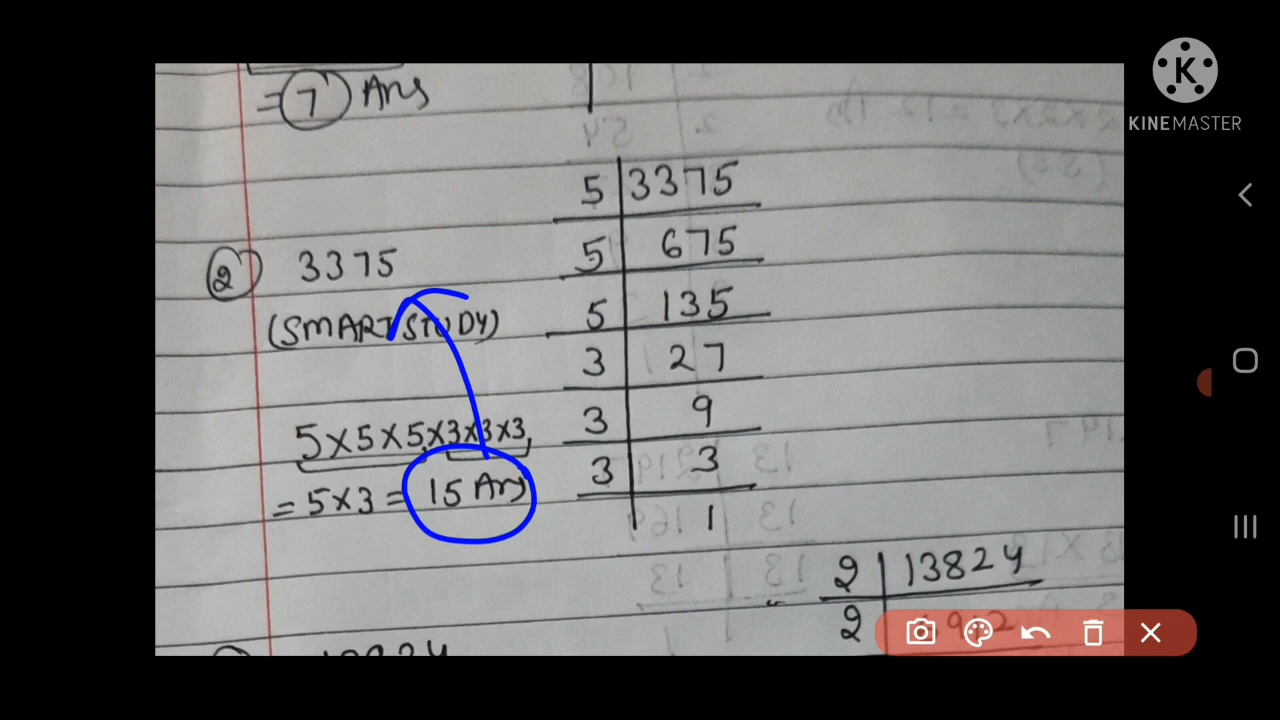 KINEMASTER
= 7 Ans
5 | 3375
5 | 675
5 | 135
3 | 27
3 | 9
3 | 3
1
2 3375
(SMART STUDY)
5×5×5×3×3×3
= 5×3 = 15 Ans
2 | 13824
2